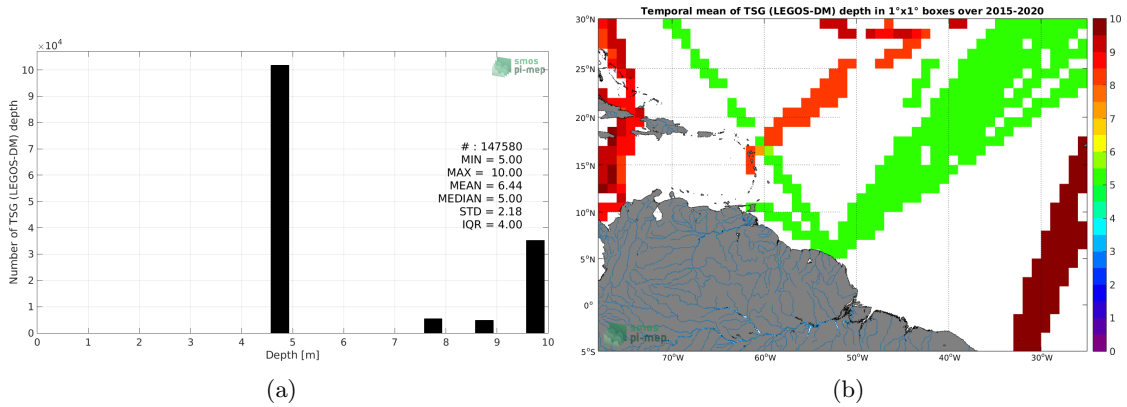 Temporal mean of TSG (LEGOS-DM) depth in 1°x1° boxes over 2015-2020
×10⁴
10
9
8
7
6
5
4
3
2
1
0
Number of TSG (LEGOS-DM) depth
smos
pi-mep
# : 147580
MIN = 5.00
MAX = 10.00
MEAN = 6.44
MEDIAN = 5.00
STD = 2.18
IQR = 4.00
0 1 2 3 4 5 6 7 8 9 10
Depth [m]
(a)
30°N
25°N
20°N
15°N
10°N
5°N
0°
5°S
smos
pi-mep
70°W 60°W 50°W 40°W 30°W
10
9
8
7
6
5
4
3
2
1
0
(b)